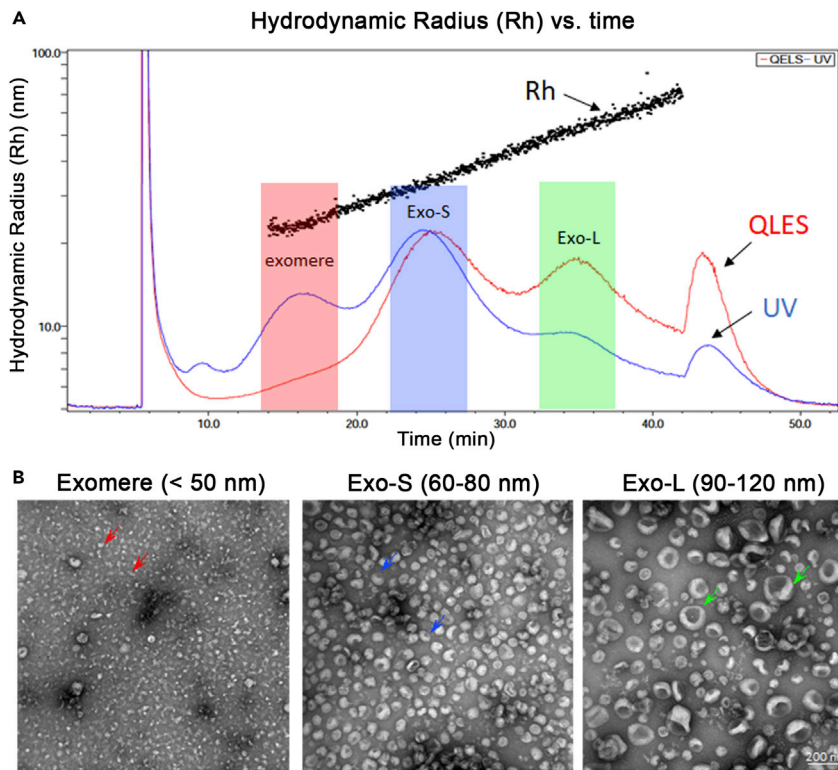 A
Hydrodynamic Radius (Rh) vs. time
100.0
QELS
UV
Rh
Exo-S
Exo-L
exomere
QLES
UV
10.0
Hydrodynamic Radius (Rh) (nm)
10.0 20.0 30.0 40.0 50.0
Time (min)
B
Exomere (< 50 nm)
Exo-S (60-80 nm)
Exo-L (90-120 nm)
200 n